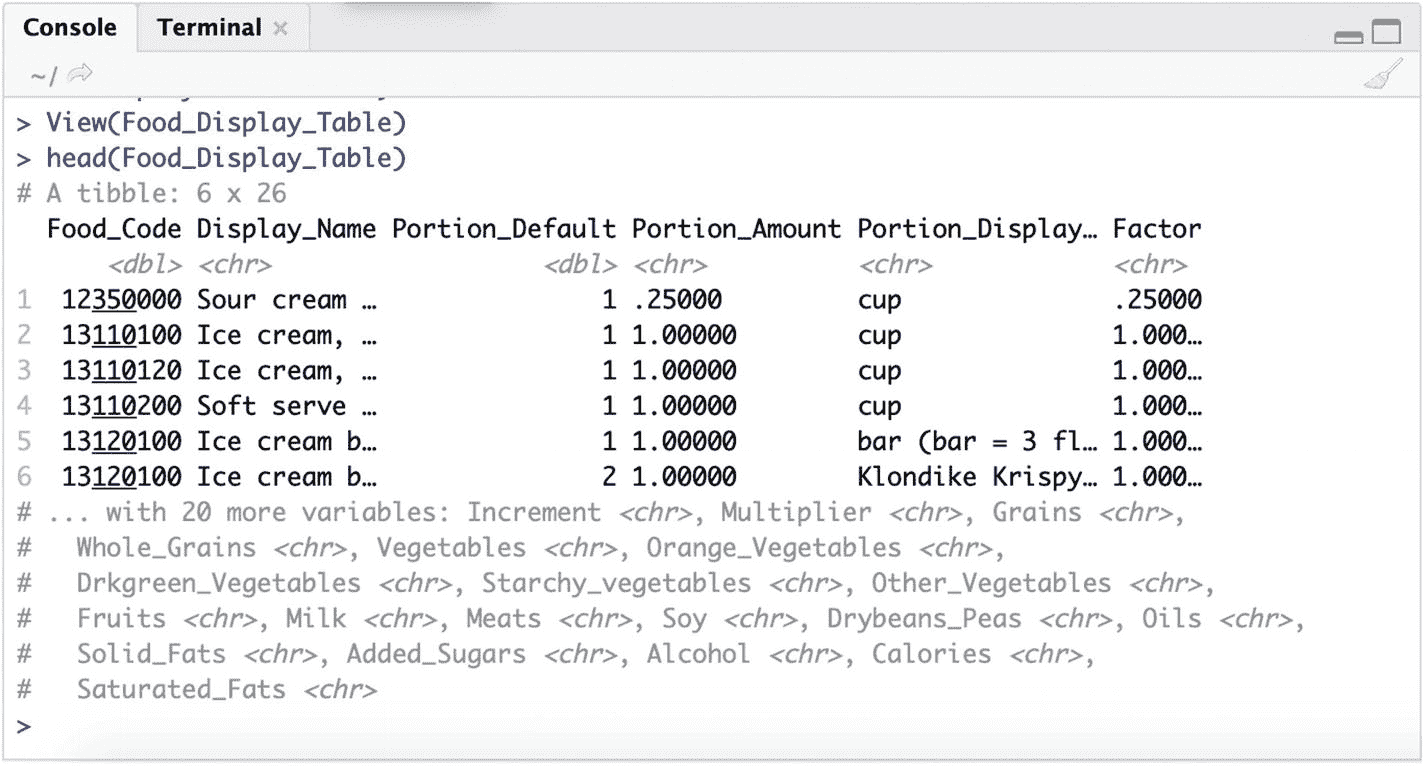 Console Terminal ×
~/
> View(Food_Display_Table)
> head(Food_Display_Table)
# A tibble: 6 x 26
  Food_Code Display_Name Portion_Default Portion_Amount Portion_Display… Factor
      <dbl> <chr>                  <dbl> <chr>          <chr>            <chr>
1  12350000 Sour cream …               1 .25000         cup              .25000
2  13110100 Ice cream, …               1 1.00000        cup              1.000…
3  13110120 Ice cream, …               1 1.00000        cup              1.000…
4  13110200 Soft serve …               1 1.00000        cup              1.000…
5  13120100 Ice cream b…               1 1.00000        bar (bar = 3 fl… 1.000…
6  13120100 Ice cream b…               2 1.00000        Klondike Krispy… 1.000…
# ... with 20 more variables: Increment <chr>, Multiplier <chr>, Grains <chr>,
#   Whole_Grains <chr>, Vegetables <chr>, Orange_Vegetables <chr>,
#   Drkgreen_Vegetables <chr>, Starchy_vegetables <chr>, Other_Vegetables <chr>,
#   Fruits <chr>, Milk <chr>, Meats <chr>, Soy <chr>, Drybeans_Peas <chr>, Oils <chr>,
#   Solid_Fats <chr>, Added_Sugars <chr>, Alcohol <chr>, Calories <chr>,
#   Saturated_Fats <chr>
>